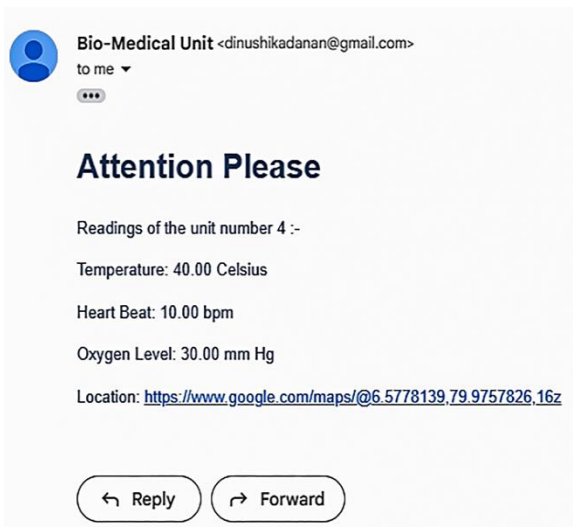 Bio-Medical Unit <dinushikadanan@gmail.com>
to me
Attention Please
Readings of the unit number 4 :-
Temperature: 40.00 Celsius
Heart Beat: 10.00 bpm
Oxygen Level: 30.00 mm Hg
Location: https://www.google.com/maps/@6.5778139,79.9757826,16z
Reply Forward